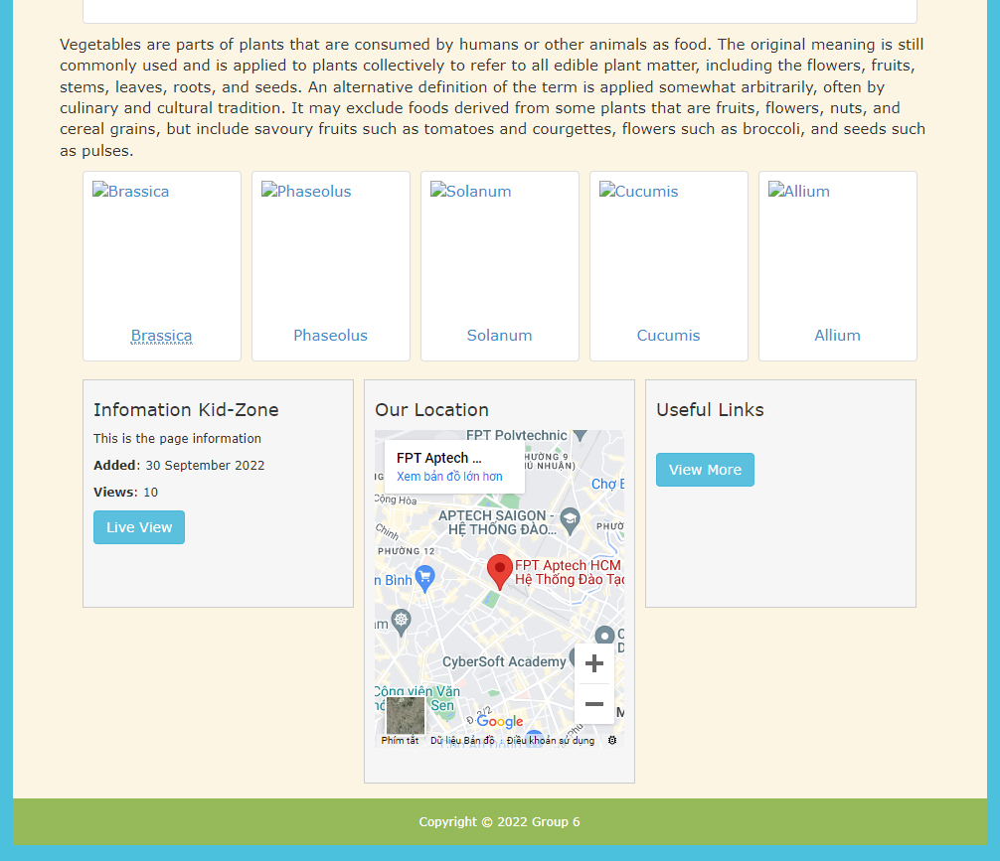 Vegetables are parts of plants that are consumed by humans or other animals as food. The original meaning is still
commonly used and is applied to plants collectively to refer to all edible plant matter, including the flowers, fruits,
stems, leaves, roots, and seeds. An alternative definition of the term is applied somewhat arbitrarily, often by
culinary and cultural tradition. It may exclude foods derived from some plants that are fruits, flowers, nuts, and
cereal grains, but include savoury fruits such as tomatoes and courgettes, flowers such as broccoli, and seeds such
as pulses.
Brassica
Phaseolus
Solanum
Cucumis
Allium
Brassica
Phaseolus
Solanum
Cucumis
Allium
Infomation Kid-Zone
This is the page information
Added: 30 September 2022
Views: 10
Live View
Our Location
FPT Polytechnic
FPT Aptech ...
Xem bản đồ lớn hơn
HƯỜNG 9
HÚ NHUẬN)
Chợ B
Cộng Hòa
APTECH SAIGON -
HỆ THỐNG ĐÀO...
PHƯỜ
Chinh
PHƯỜNG 12
FPT Aptech HCM
Hệ Thống Đào Tạo
n Bình
CyberSoft Academy
Công viên Văn
Sen
Đ. 3/2
Google
Phím tắt
Dữ liệu Bản đồ
Điều khoản sử dụng
Useful Links
View More
Copyright © 2022 Group 6